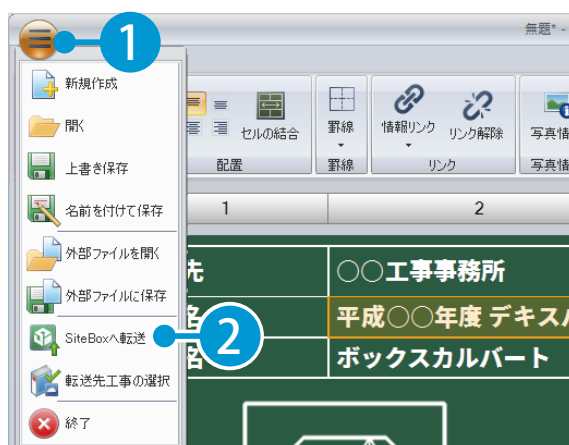 無題* -
1
新規作成
開く
上書き保存
名前を付けて保存
外部ファイルを開く
外部ファイルに保存
SiteBoxへ転送
2
転送先工事の選択
終了
セルの結合
罫線
情報リンク
リンク解除
写真情
配置
罫線
リンク
写真情
1
2
先
○○工事事務所
名
平成○○年度 デキスパ
名
ボックスカルバート